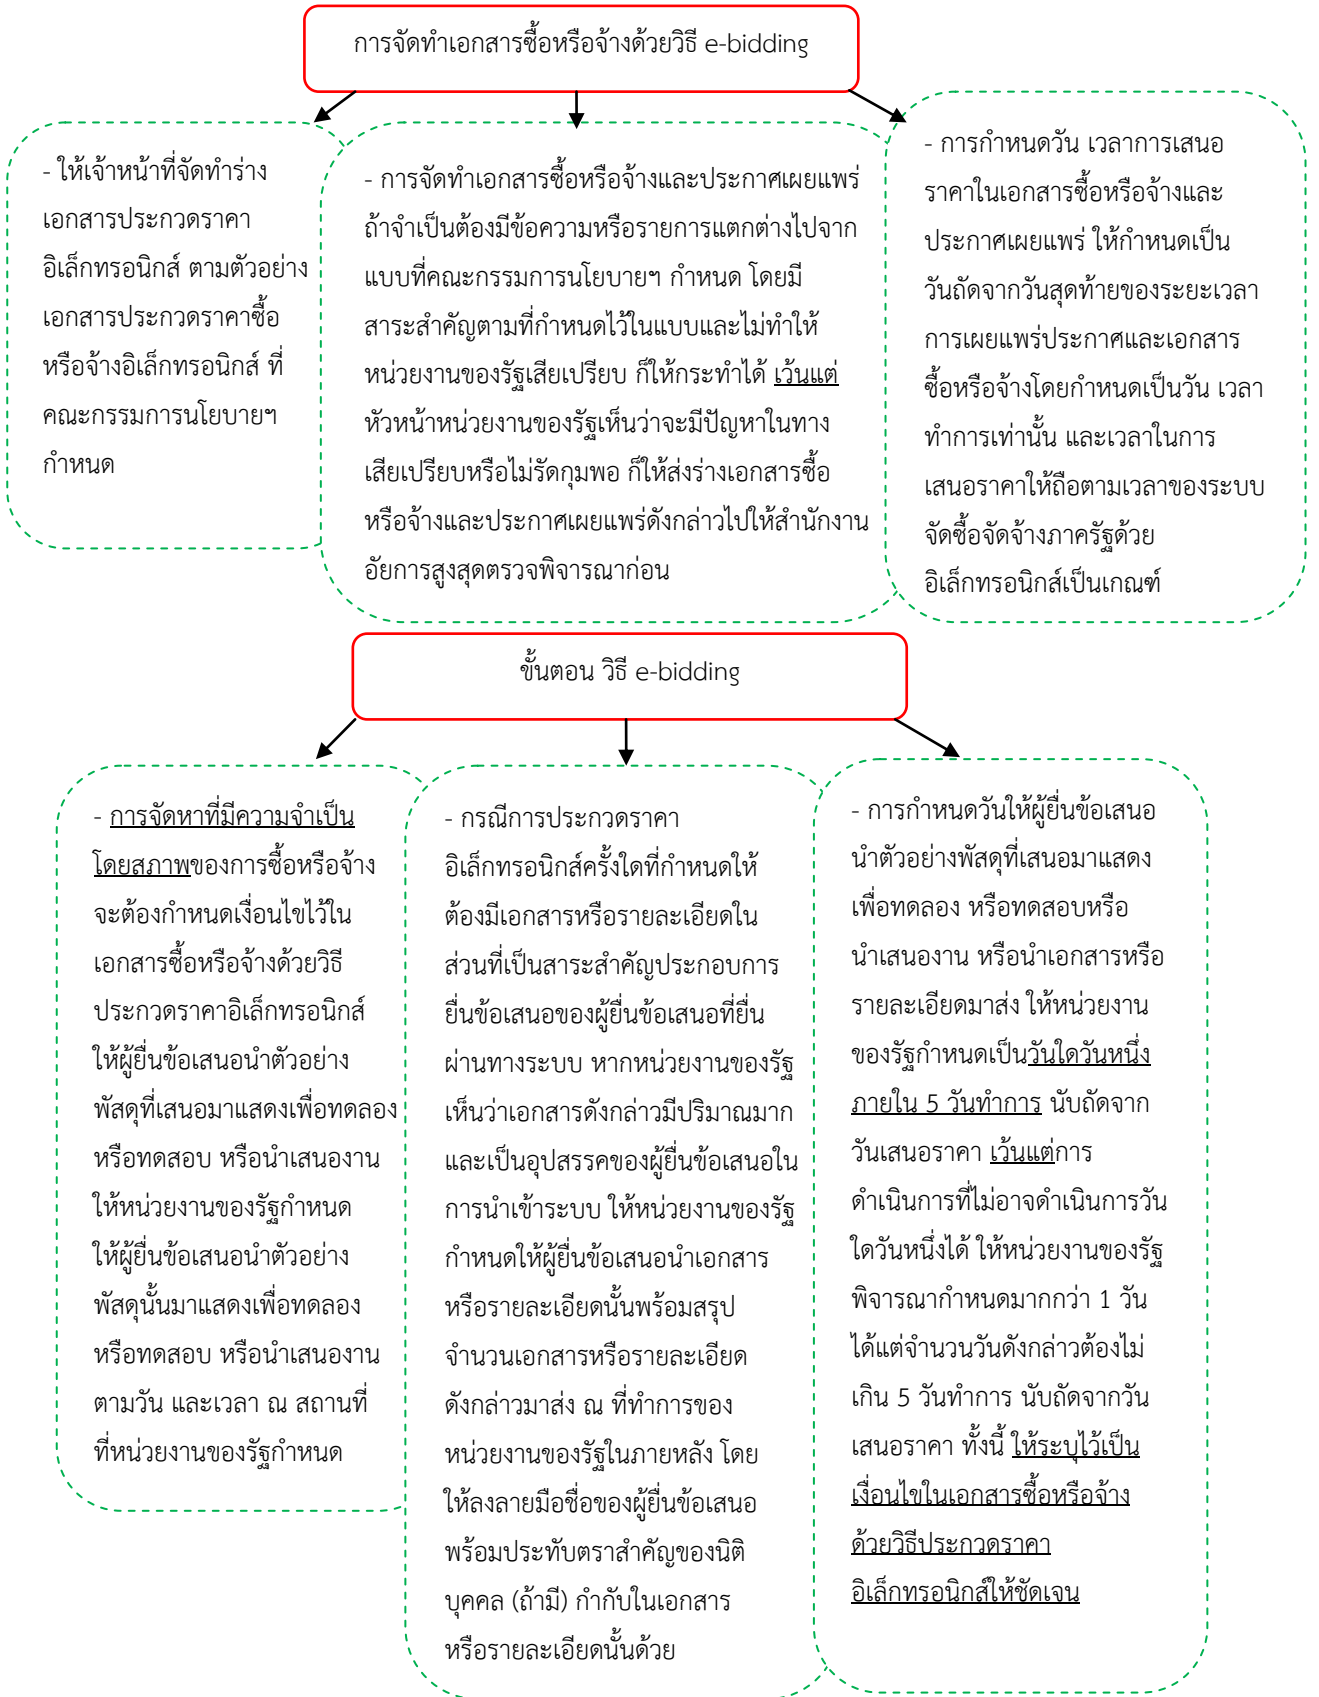 การจัดทำเอกสารซื้อหรือจ้างด้วยวิธี e-bidding
- ให้เจ้าหน้าที่จัดทำร่าง
เอกสารประกวดราคา
อิเล็กทรอนิกส์ ตามตัวอย่าง
เอกสารประกวดราคาซื้อ
หรือจ้างอิเล็กทรอนิกส์ ที่
คณะกรรมการนโยบายฯ
กำหนด
- การจัดทำเอกสารซื้อหรือจ้างและประกาศเผยแพร่
ถ้าจำเป็นต้องมีข้อความหรือรายการแตกต่างไปจาก
แบบที่คณะกรรมการนโยบายฯ กำหนด โดยมี
สาระสำคัญตามที่กำหนดไว้ในแบบและไม่ทำให้
หน่วยงานของรัฐเสียเปรียบ ก็ให้กระทำได้ เว้นแต่
หัวหน้าหน่วยงานของรัฐเห็นว่าจะมีปัญหาในทาง
เสียเปรียบหรือไม่รัดกุมพอ ก็ให้ส่งร่างเอกสารซื้อ
หรือจ้างและประกาศเผยแพร่ดังกล่าวไปให้สำนักงาน
อัยการสูงสุดตรวจพิจารณาก่อน
- การกำหนดวัน เวลาการเสนอ
ราคาในเอกสารซื้อหรือจ้างและ
ประกาศเผยแพร่ ให้กำหนดเป็น
วันถัดจากวันสุดท้ายของระยะเวลา
การเผยแพร่ประกาศและเอกสาร
ซื้อหรือจ้างโดยกำหนดเป็นวัน เวลา
ทำการเท่านั้น และเวลาในการ
เสนอราคาให้ถือตามเวลาของระบบ
จัดซื้อจัดจ้างภาครัฐด้วย
อิเล็กทรอนิกส์เป็นเกณฑ์
ขั้นตอน วิธี e-bidding
- การจัดหาที่มีความจำเป็น
โดยสภาพของการซื้อหรือจ้าง
จะต้องกำหนดเงื่อนไขไว้ใน
เอกสารซื้อหรือจ้างด้วยวิธี
ประกวดราคาอิเล็กทรอนิกส์
ให้ผู้ยื่นข้อเสนอนำตัวอย่าง
พัสดุที่เสนอมาแสดงเพื่อทดลอง
หรือทดสอบ หรือนำเสนองาน
ให้หน่วยงานของรัฐกำหนด
ให้ผู้ยื่นข้อเสนอนำตัวอย่าง
พัสดุนั้นมาแสดงเพื่อทดลอง
หรือทดสอบ หรือนำเสนองาน
ตามวัน และเวลา ณ สถานที่
ที่หน่วยงานของรัฐกำหนด
- กรณีการประกวดราคา
อิเล็กทรอนิกส์ครั้งใดที่กำหนดให้
ต้องมีเอกสารหรือรายละเอียดใน
ส่วนที่เป็นสาระสำคัญประกอบการ
ยื่นข้อเสนอของผู้ยื่นข้อเสนอที่ยื่น
ผ่านทางระบบ หากหน่วยงานของรัฐ
เห็นว่าเอกสารดังกล่าวมีปริมาณมาก
และเป็นอุปสรรคของผู้ยื่นข้อเสนอใน
การนำเข้าระบบ ให้หน่วยงานของรัฐ
กำหนดให้ผู้ยื่นข้อเสนอนำเอกสาร
หรือรายละเอียดนั้นพร้อมสรุป
จำนวนเอกสารหรือรายละเอียด
ดังกล่าวมาส่ง ณ ที่ทำการของ
หน่วยงานของรัฐในภายหลัง โดย
ให้ลงลายมือชื่อของผู้ยื่นข้อเสนอ
พร้อมประทับตราสำคัญของนิติ
บุคคล (ถ้ามี) กำกับในเอกสาร
หรือรายละเอียดนั้นด้วย
- การกำหนดวันให้ผู้ยื่นข้อเสนอ
นำตัวอย่างพัสดุที่เสนอมาแสดง
เพื่อทดลอง หรือทดสอบหรือ
นำเสนองาน หรือนำเอกสารหรือ
รายละเอียดมาส่ง ให้หน่วยงาน
ของรัฐกำหนดเป็นวันใดวันหนึ่ง
ภายใน 5 วันทำการ นับถัดจาก
วันเสนอราคา เว้นแต่การ
ดำเนินการที่ไม่อาจดำเนินการวัน
ใดวันหนึ่งได้ ให้หน่วยงานของรัฐ
พิจารณากำหนดมากกว่า 1 วัน
ได้แต่จำนวนวันดังกล่าวต้องไม่
เกิน 5 วันทำการ นับถัดจากวัน
เสนอราคา ทั้งนี้ ให้ระบุไว้เป็น
เงื่อนไขในเอกสารซื้อหรือจ้าง
ด้วยวิธีประกวดราคา
อิเล็กทรอนิกส์ให้ชัดเจน